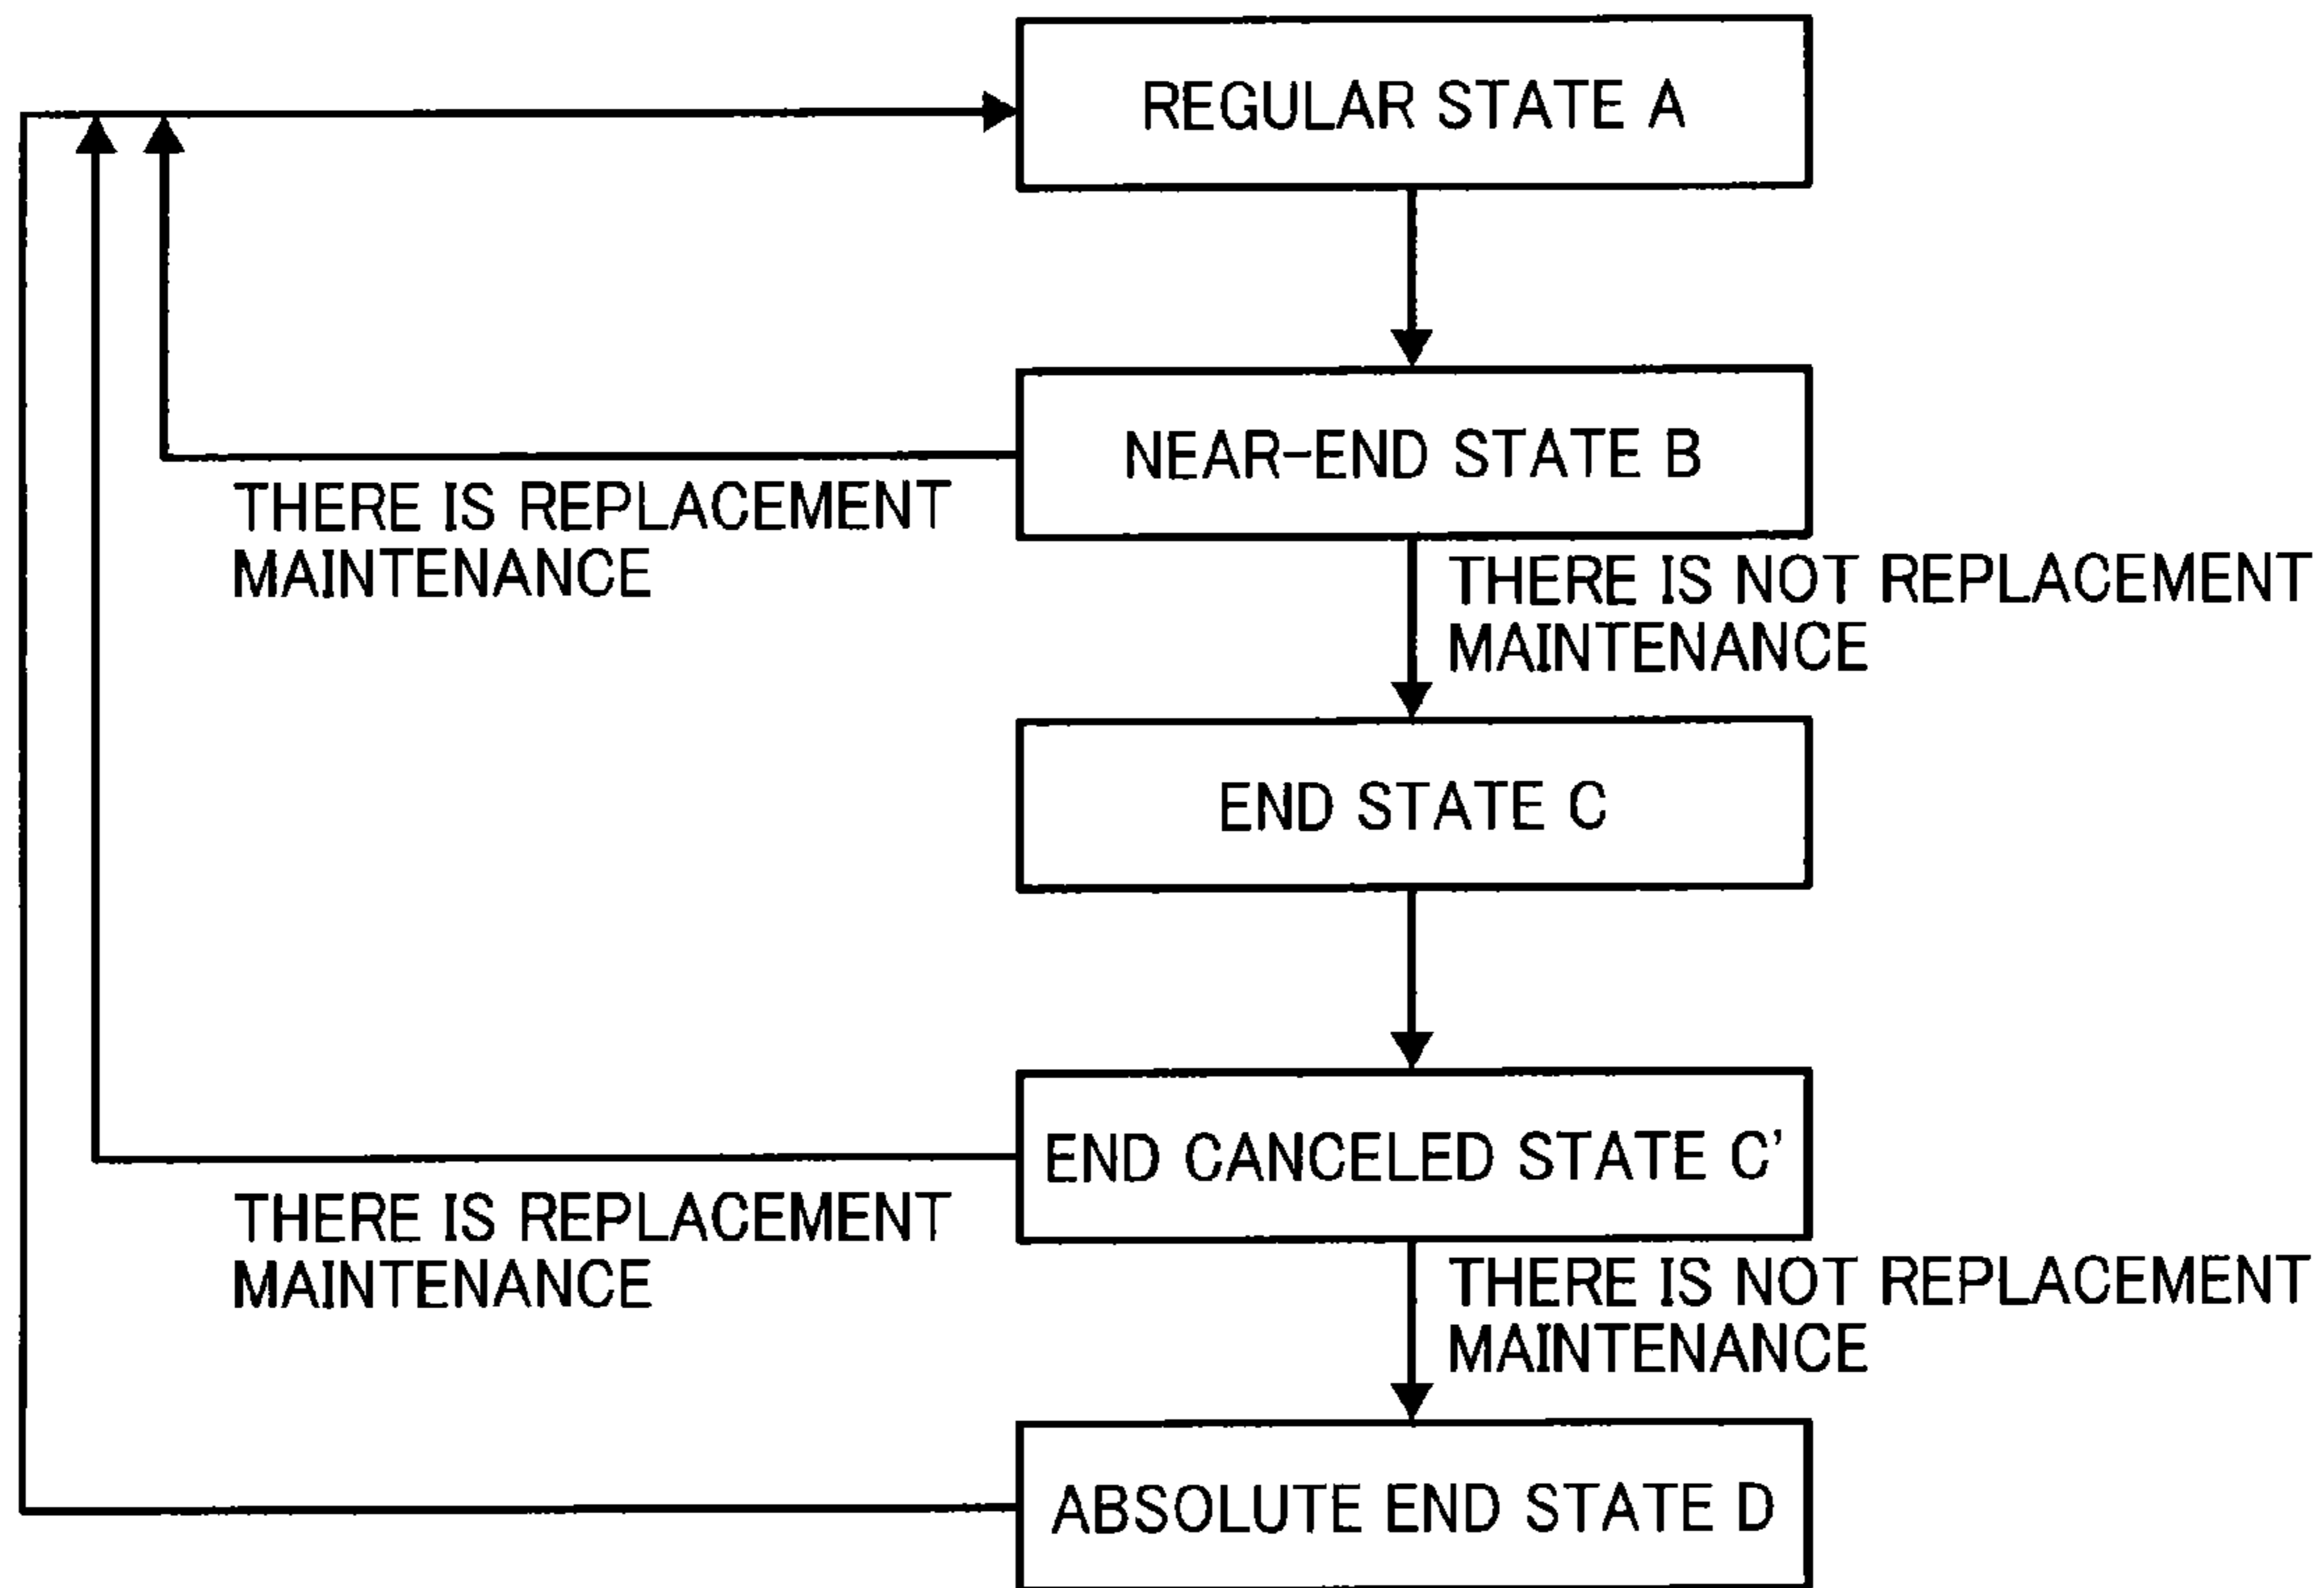 REGULAR STATE A
NEAR-END STATE B
THERE IS REPLACEMENT
MAINTENANCE
THERE IS NOT REPLACEMENT
MAINTENANCE
END STATE C
END CANCELED STATE C'
THERE IS REPLACEMENT
MAINTENANCE
THERE IS NOT REPLACEMENT
MAINTENANCE
ABSOLUTE END STATE D